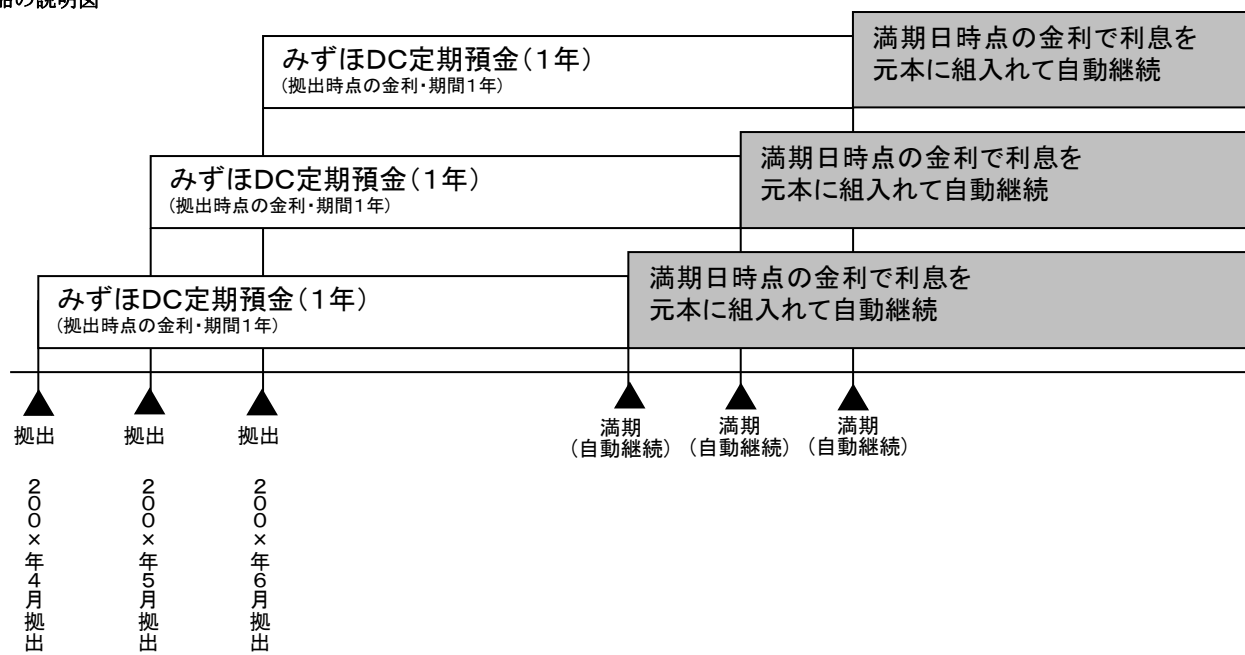 の説明図
みずほDC定期預金（1年）
（拠出時点の金利・期間1年）
満期日時点の金利で利息を
元本に組入れて自動継続
みずほDC定期預金（1年）
（拠出時点の金利・期間1年）
満期日時点の金利で利息を
元本に組入れて自動継続
みずほDC定期預金（1年）
（拠出時点の金利・期間1年）
満期日時点の金利で利息を
元本に組入れて自動継続
拠出
拠出
拠出
満期
（自動継続）
満期
（自動継続）
満期
（自動継続）
200×年4月拠出
200×年5月拠出
200×年6月拠出